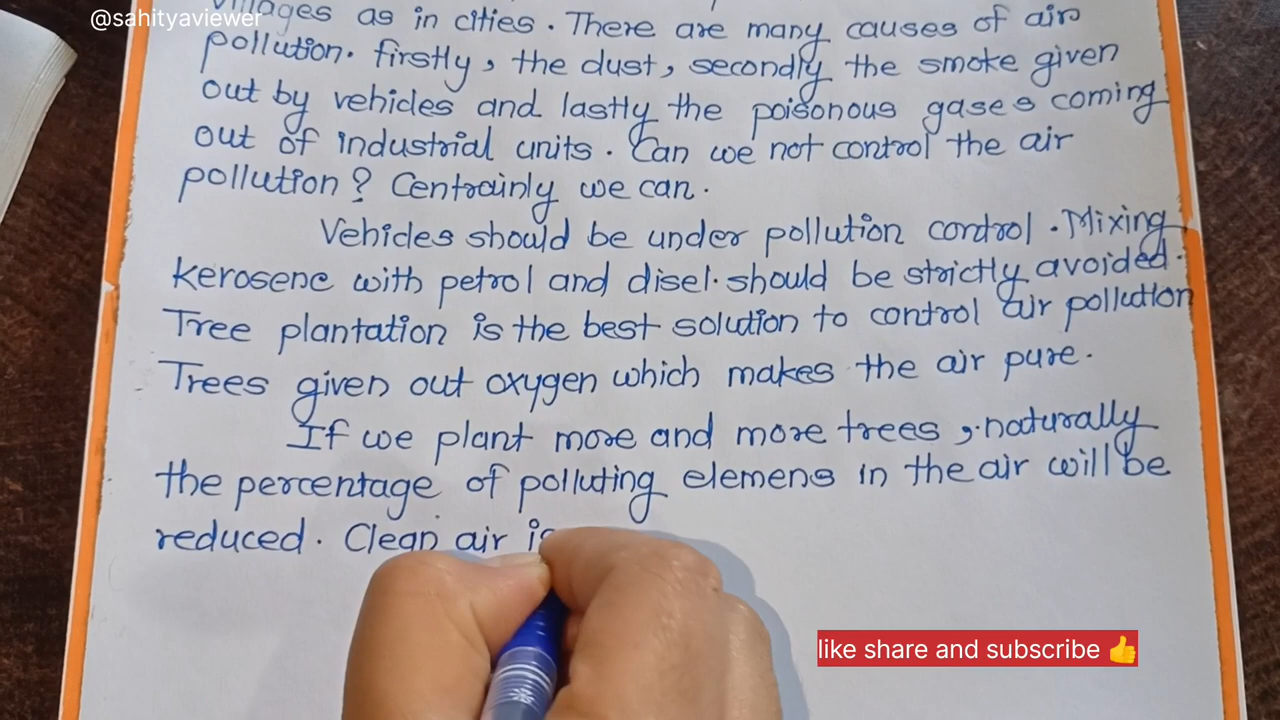 @sahityaviewer
villages as in cities. There are many causes of air
pollution. firstly, the dust, secondly the smoke given
out by vehicles and lastly the poisonous gases coming
out of industrial units. Can we not control the air
pollution? Centrainly we can.
Vehicles should be under pollution control. Mixing
kerosene with petrol and disel. should be strictly avoided.
Tree plantation is the best solution to control air pollution
Trees given out oxygen which makes the air pure.
If we plant more and more trees, naturally
the percentage of polluting elemens in the air will be
reduced. Clean air is
like share and subscribe 👍